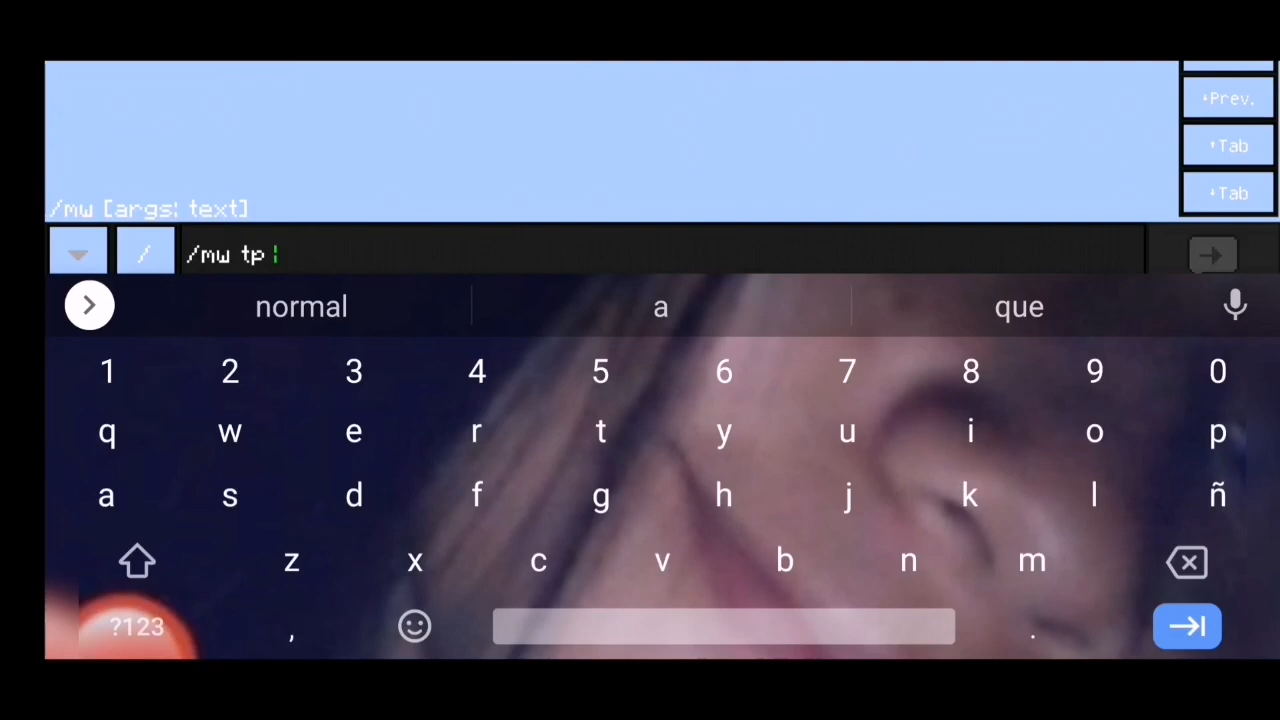 ↑Prev.
↑Tab
↓Tab
/mw [args: text]
/
/mw tp
normal a que
1 2 3 4 5 6 7 8 9 0
q w e r t y u i o p
a s d f g h j k l ñ
z x c v b n m
?123 , .